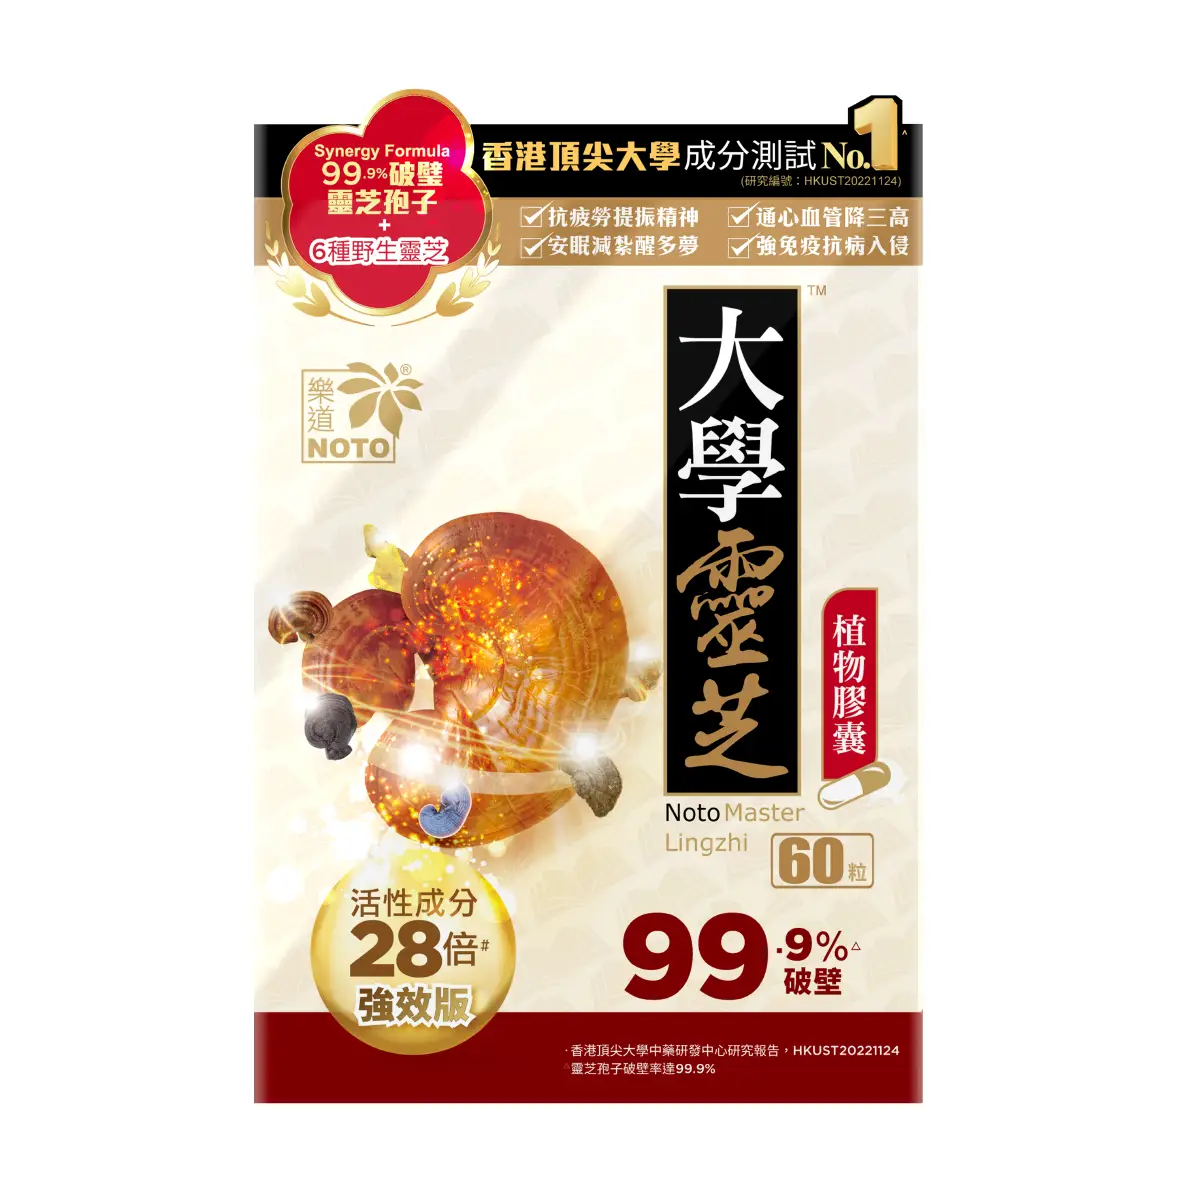 Synergy Formula
99.9%破壁
靈芝孢子
+
6種野生靈芝
香港頂尖大學成分測試 No.1^
(研究編號：HKUST20221124)
抗疲勞提振精神
通心血管降三高
安眠減紮醒多夢
強免疫抗病入侵
樂道
NOTO
®
大學靈芝
TM
植物膠囊
Noto Master
Lingzhi
60粒
活性成分
28倍#
強效版
99.9%△
破壁
·香港頂尖大學中藥研發中心研究報告，HKUST20221124
△靈芝孢子破壁率達99.9%